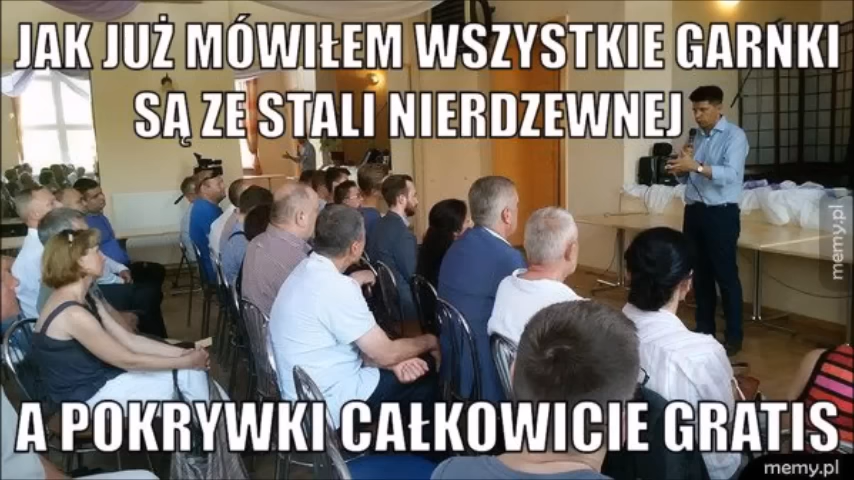 JAK JUŻ MÓWIŁEM WSZYSTKIE GARNKI
SĄ ZE STALI NIERDZEWNEJ
memy.pl
A POKRYWKI CAŁKOWICIE GRATIS
memy.pl